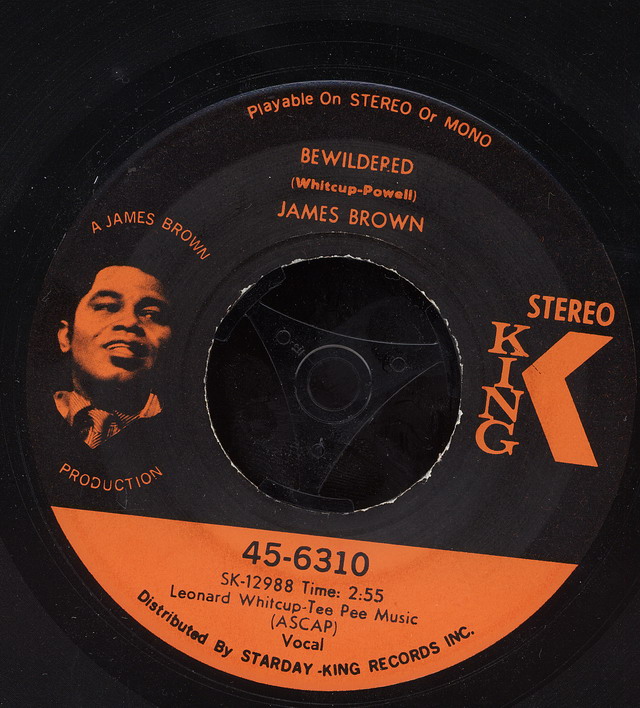 Playable On STEREO Or MONO
BEWILDERED
(Whitcup-Powell)
JAMES BROWN
A JAMES BROWN
PRODUCTION
STEREO
KING
K
45-6310
SK-12988 Time: 2:55
Leonard Whitcup-Tee Pee Music
(ASCAP)
Vocal
Distributed By STARDAY-KING RECORDS INC.